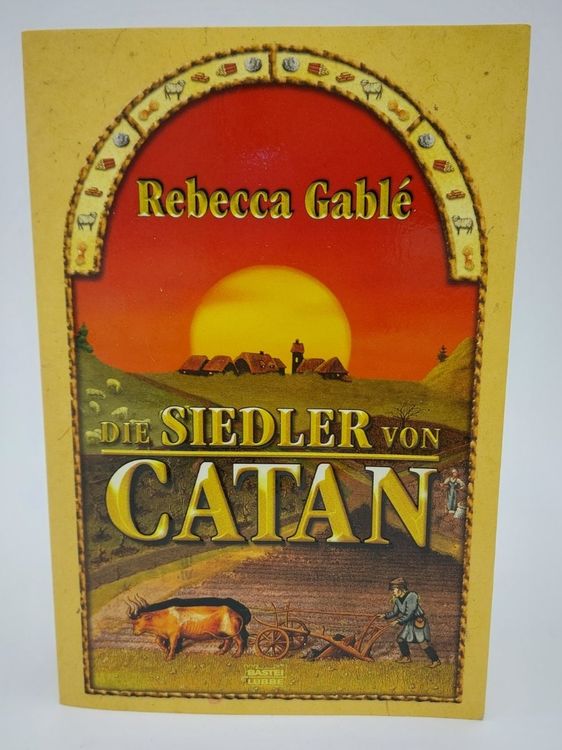 Rebecca Gablé
DIE SIEDLER VON
CATAN
BASTEI
LÜBBE